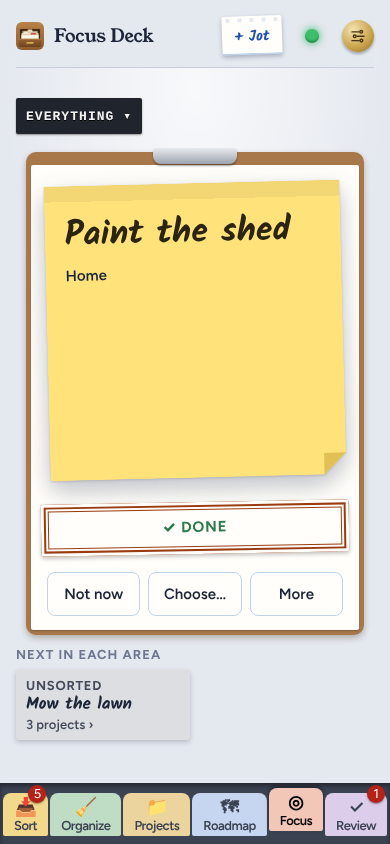 Focus Deck
+ Jot
EVERYTHING ▾
Paint the shed
Home
✓ DONE
Not now
Choose...
More
NEXT IN EACH AREA
UNSORTED
Mow the lawn
3 projects ›
5
1
Sort
Organize
Projects
Roadmap
Focus
Review